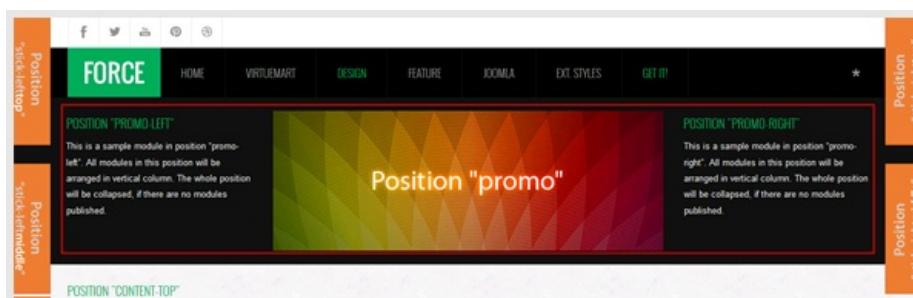 FORCE
HOME VIRTUEMART DESIGN FEATURE JOOMLA EXT. STYLES GET IT!
Position
"stick-lefttop"
Position
POSITION "PROMO-LEFT"
This is a sample module in position "promo-
left". All modules in this position will be
arranged in vertical column. The whole position
will be collapsed, if there are no modules
published.
Position "promo"
POSITION "PROMO-RIGHT"
This is a sample module in position "promo-
right". All modules in this position will be
arranged in vertical column. The whole position
will be collapsed, if there are no modules
published.
Position
"stick-leftmiddle"
Position
POSITION "CONTENT-TOP"